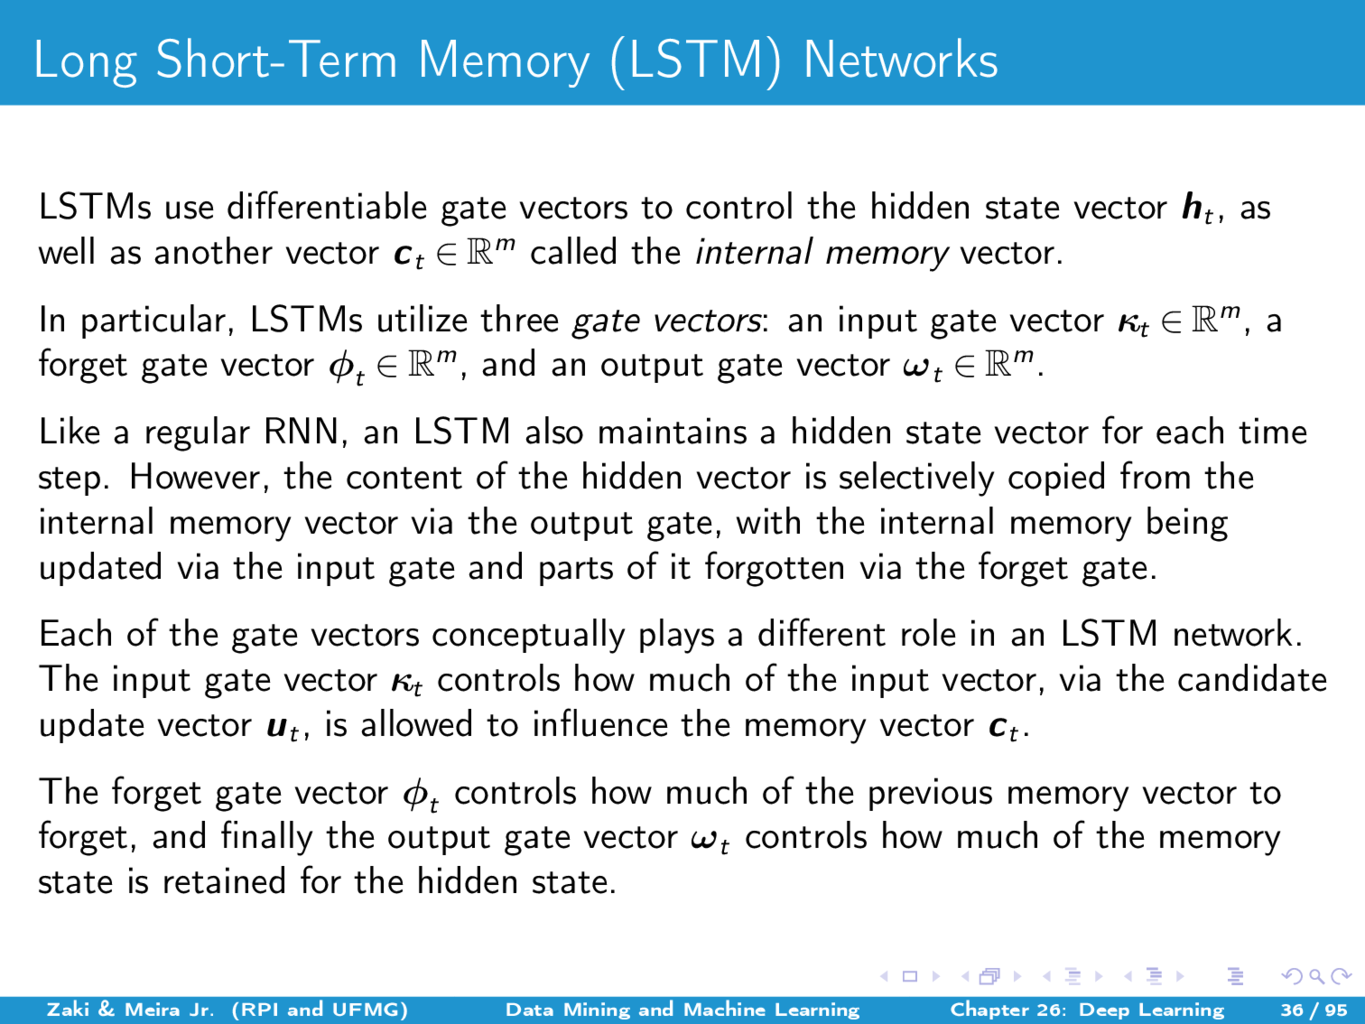 Long Short-Term Memory (LSTM) Networks
LSTMs use differentiable gate vectors to control the hidden state vector h_t, as
well as another vector c_t ∈ ℝ^m called the internal memory vector.
In particular, LSTMs utilize three gate vectors: an input gate vector κ_t ∈ ℝ^m, a
forget gate vector ϕ_t ∈ ℝ^m, and an output gate vector ω_t ∈ ℝ^m.
Like a regular RNN, an LSTM also maintains a hidden state vector for each time
step. However, the content of the hidden vector is selectively copied from the
internal memory vector via the output gate, with the internal memory being
updated via the input gate and parts of it forgotten via the forget gate.
Each of the gate vectors conceptually plays a different role in an LSTM network.
The input gate vector κ_t controls how much of the input vector, via the candidate
update vector u_t, is allowed to influence the memory vector c_t.
The forget gate vector ϕ_t controls how much of the previous memory vector to
forget, and finally the output gate vector ω_t controls how much of the memory
state is retained for the hidden state.
Zaki & Meira Jr. (RPI and UFMG) Data Mining and Machine Learning Chapter 26: Deep Learning 36 / 95